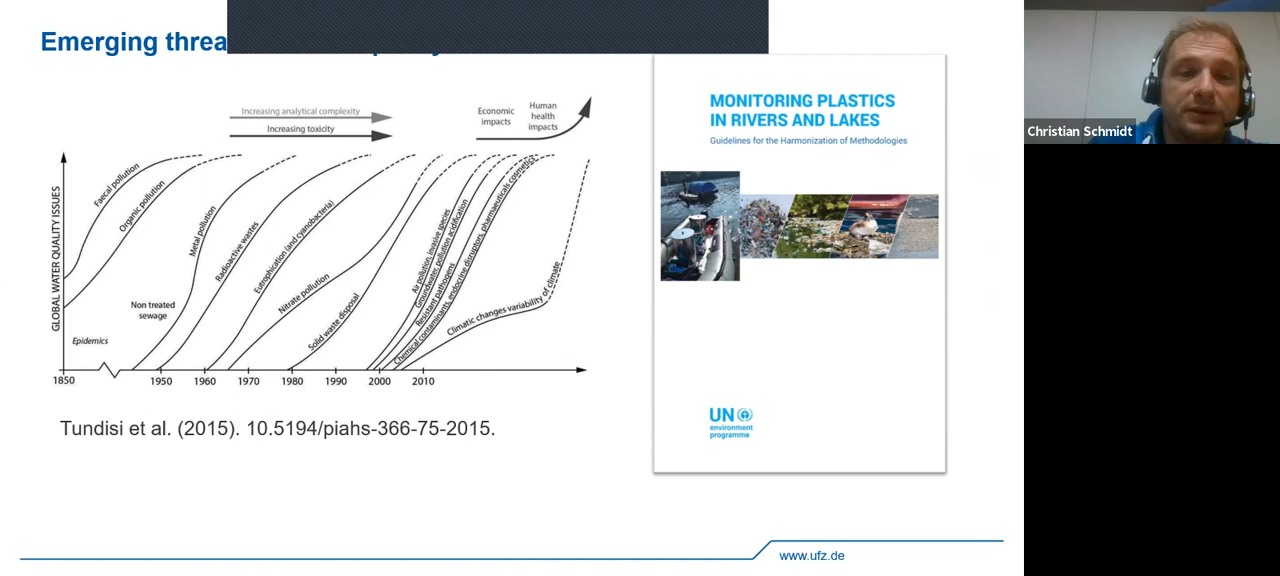 Emerging threa
Increasing analytical complexity
Increasing toxicity
Economic
impacts
Human
health
impacts
GLOBAL WATER QUALITY ISSUES
Faecal pollution
Organic pollution
Metal pollution
Radioactive wastes
Eutrophication (and cyanobacteria)
Nitrate pollution
Solid waste disposal
Air pollution, invasive species
Groundwater pollution acidification
Resistant pathogens
Chemical contaminants, endocrine disruptors, pharmaceuticals cosmetics
Climatic changes variability of climate
Non treated
sewage
Epidemics
1850 1950 1960 1970 1980 1990 2000 2010
Tundisi et al. (2015). 10.5194/piahs-366-75-2015.
MONITORING PLASTICS
IN RIVERS AND LAKES
Guidelines for the Harmonization of Methodologies
UN
environment
programme
www.ufz.de
Christian Schmidt